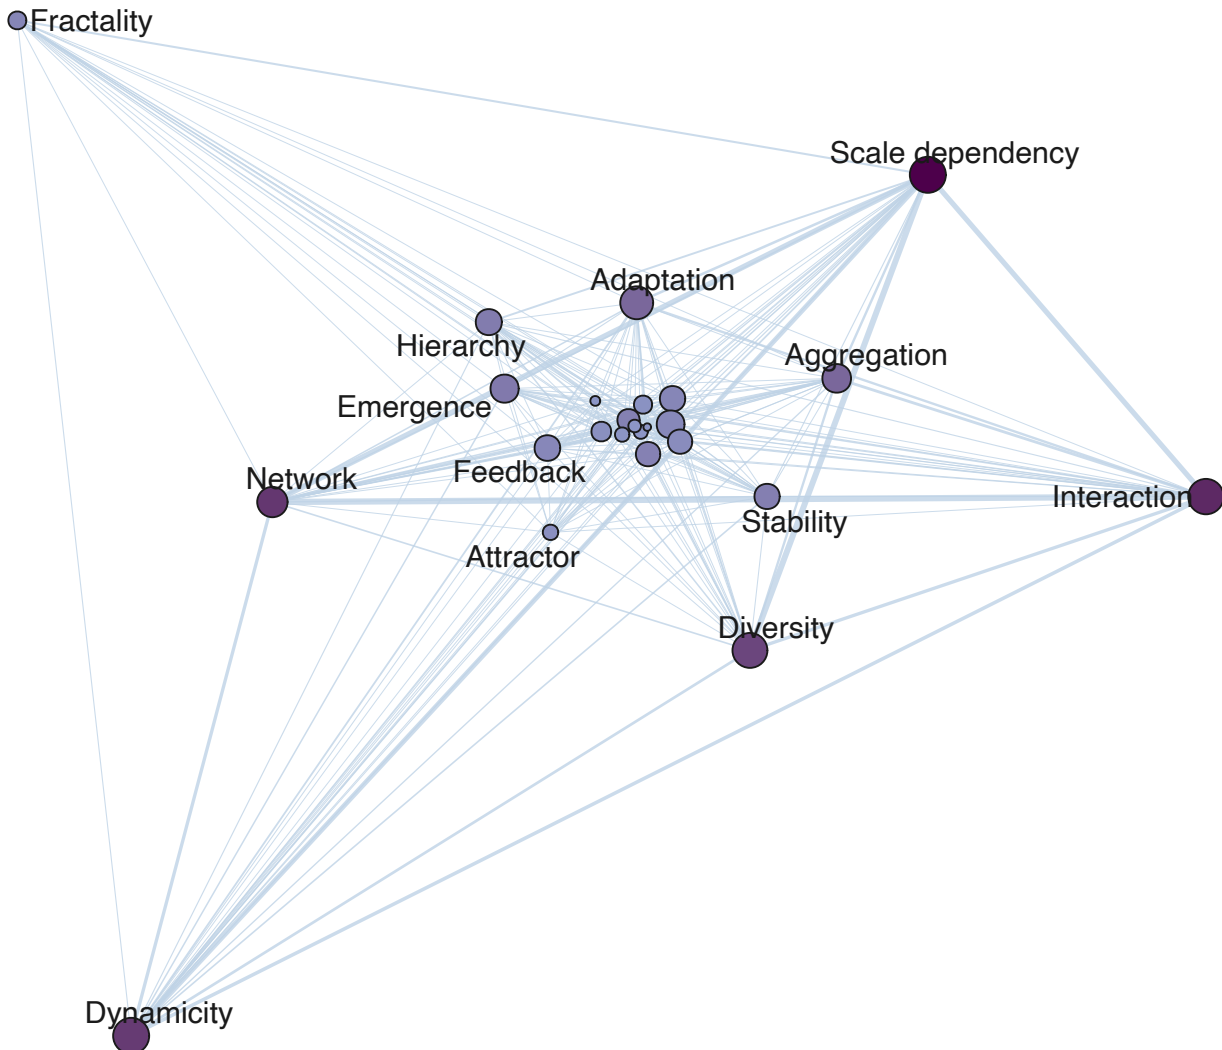 Fractality
Scale dependency
Adaptation
Hierarchy
Aggregation
Emergence
Feedback
Network
Interaction
Stability
Attractor
Diversity
Dynamicity